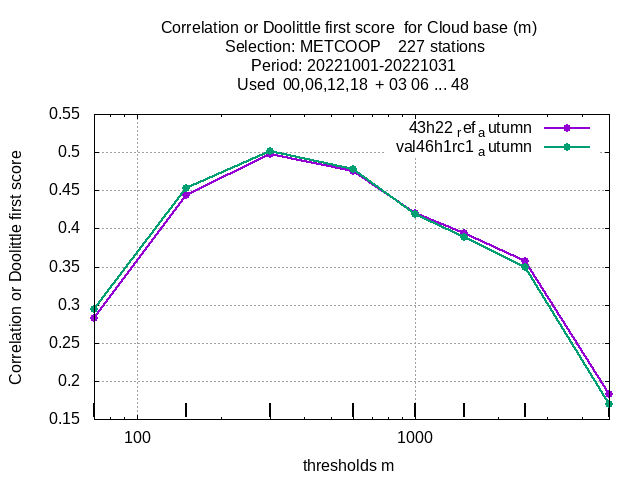 Correlation or Doolittle first score  for Cloud base (m)
Selection: METCOOP    227 stations
Period: 20221001-20221031
Used  00,06,12,18  + 03 06 ... 48
43h22 ref autumn
val46h1rc1 autumn
Correlation or Doolittle first score
0.55
0.5
0.45
0.4
0.35
0.3
0.25
0.2
0.15
100
1000
thresholds m